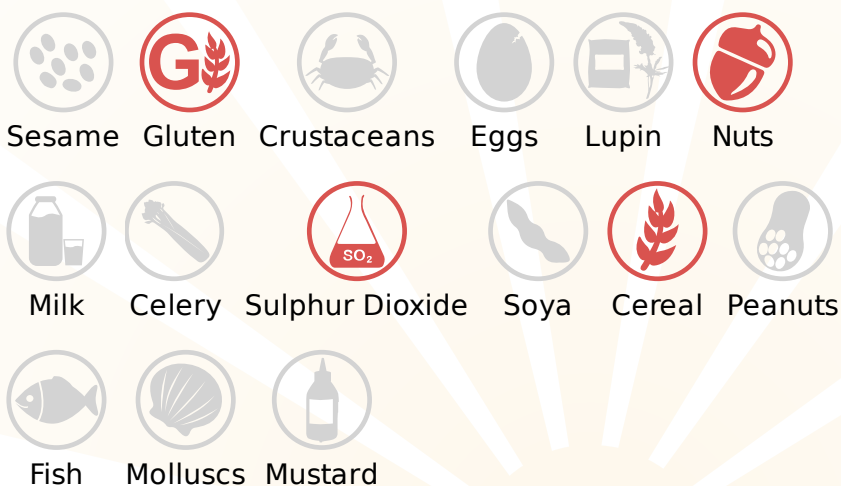 G
Sesame Gluten Crustaceans Eggs Lupin Nuts
SO₂
Milk Celery Sulphur Dioxide Soya Cereal Peanuts
Fish Molluscs Mustard